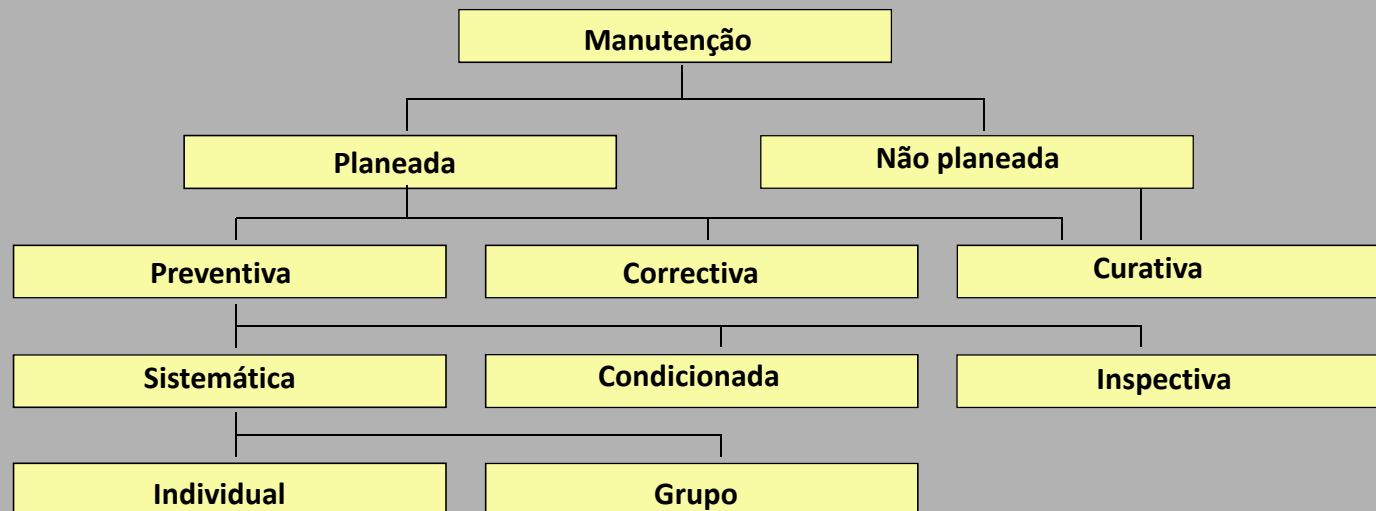 Manutenção
Planeada
Não planeada
Preventiva
Correctiva
Curativa
Sistemática
Condicionada
Inspectiva
Individual
Grupo